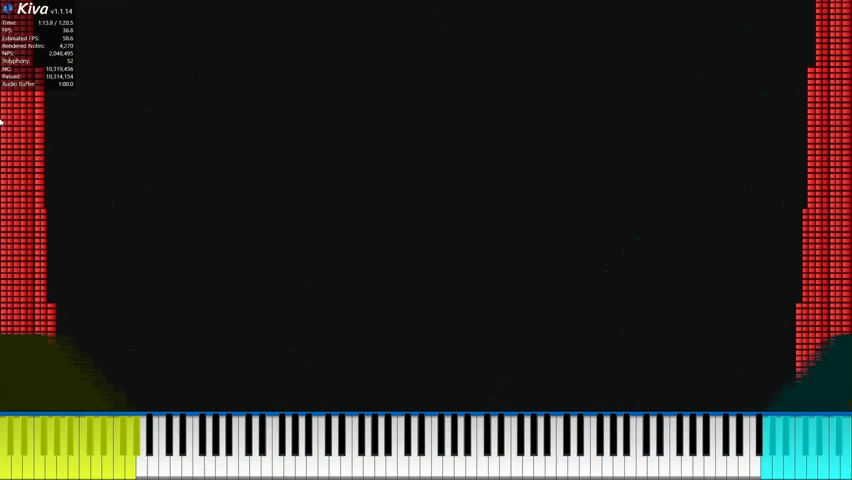 Kiva v1.1.14
Time: 1:13.8 / 1:20.5
FPS: 36.8
Estimated FPS: 58.6
Rendered Notes: 4,270
NPS: 2,048,495
Polyphony: 52
NC: 10,319,456
Passed: 10,314,154
Audio Buffer: 1:00.0